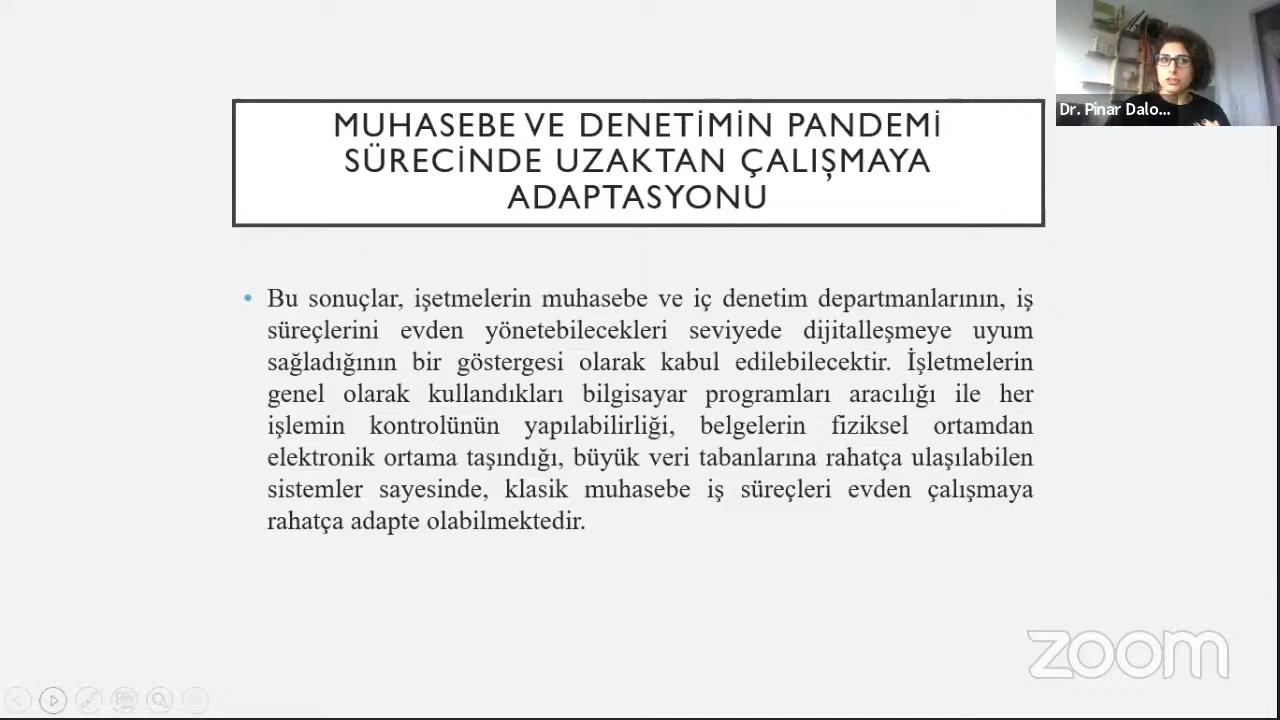 MUHASEBE VE DENETİMİN PANDEMİ
SÜRECİNDE UZAKTAN ÇALIŞMAYA
ADAPTASYONU
Dr. Pinar Dalo...
• Bu sonuçlar, işetmelerin muhasebe ve iç denetim departmanlarının, iş
süreçlerini evden yönetebilecekleri seviyede dijitalleşmeye uyum
sağladığının bir göstergesi olarak kabul edilebilecektir. İşletmelerin
genel olarak kullandıkları bilgisayar programları aracılığı ile her
işlemin kontrolünün yapılabilirliği, belgelerin fiziksel ortamdan
elektronik ortama taşındığı, büyük veri tabanlarına rahatça ulaşılabilen
sistemler sayesinde, klasik muhasebe iş süreçleri evden çalışmaya
rahatça adapte olabilmektedir.
zoom